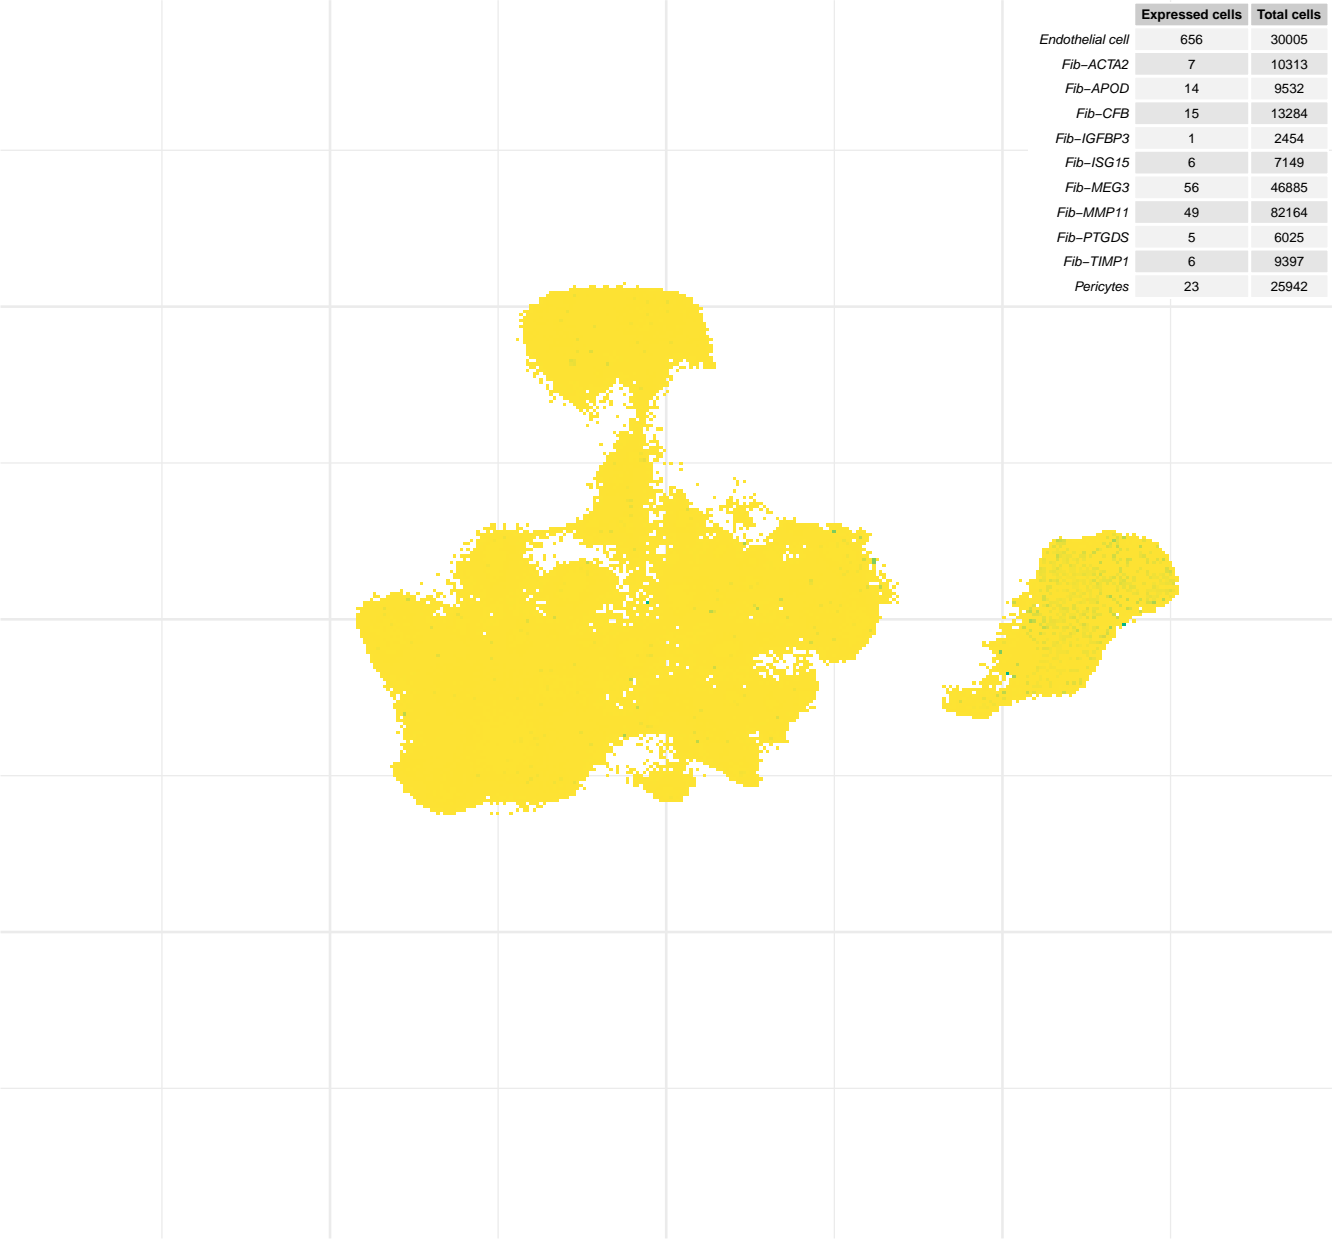 Expressed cells Total cells
Endothelial cell 656 30005
Fib−ACTA2 7 10313
Fib−APOD 14 9532
Fib−CFB 15 13284
Fib−IGFBP3 1 2454
Fib−ISG15 6 7149
Fib−MEG3 56 46885
Fib−MMP11 49 82164
Fib−PTGDS 5 6025
Fib−TIMP1 6 9397
Pericytes 23 25942